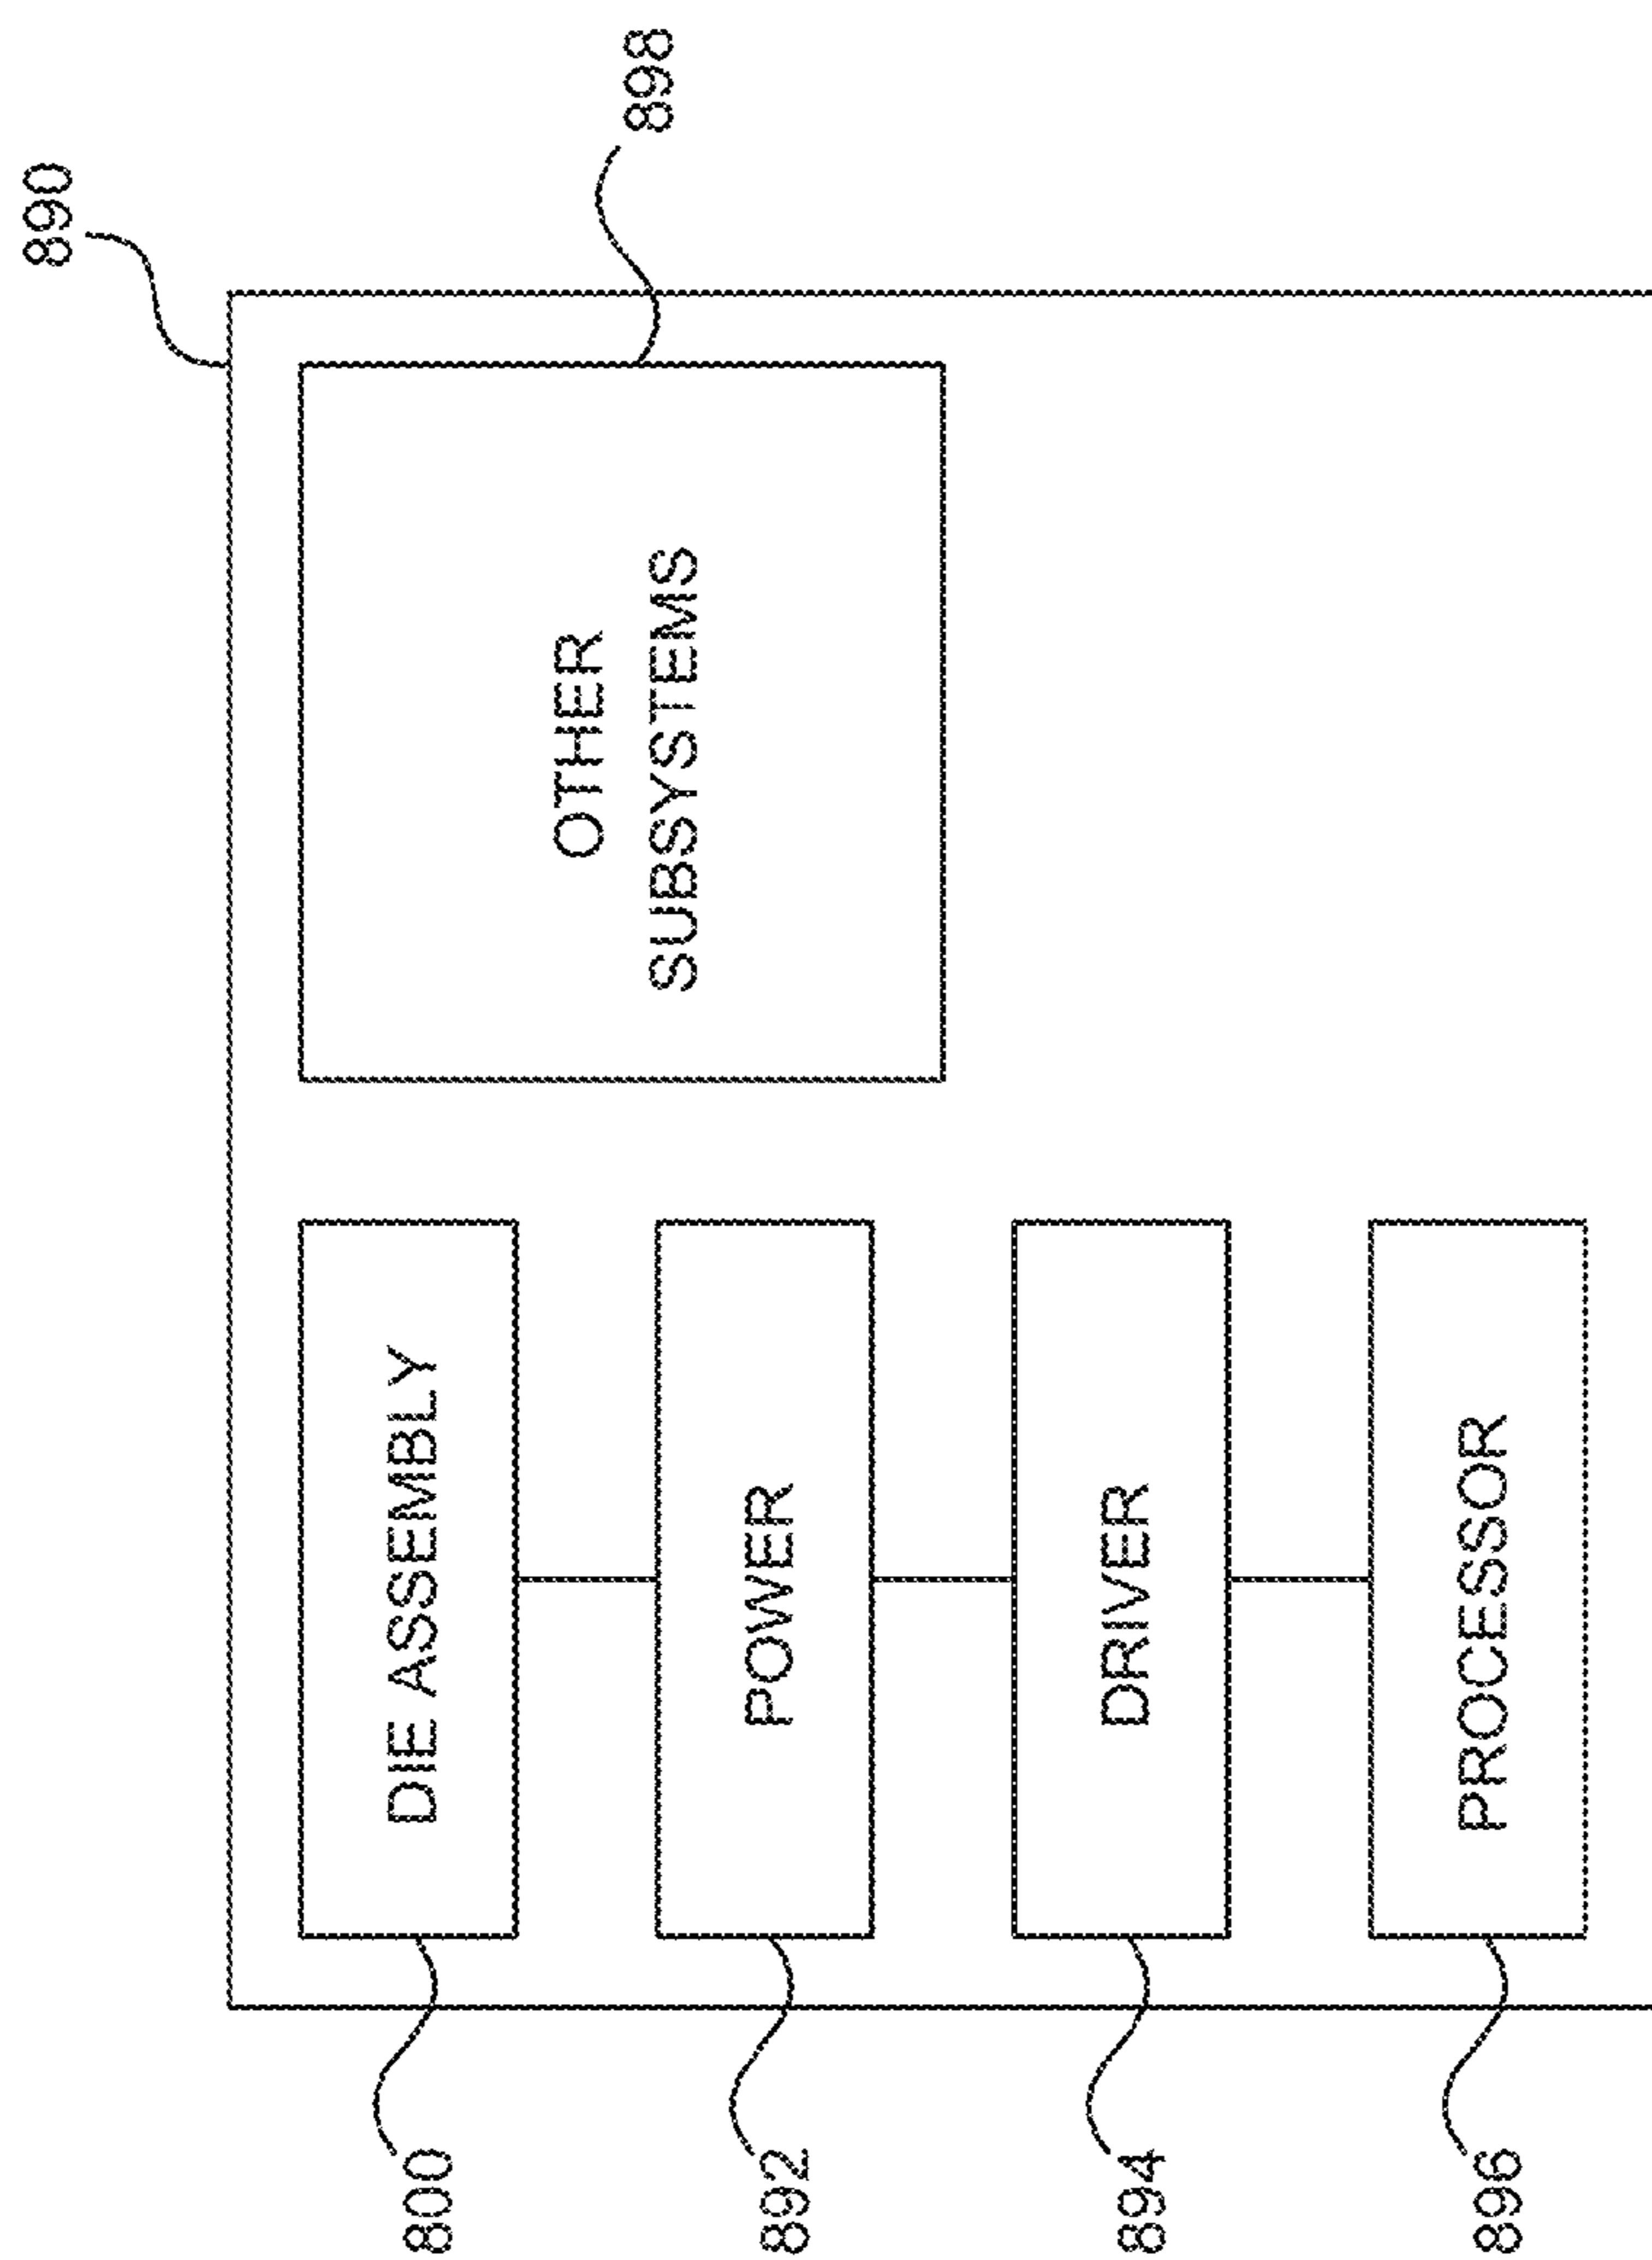 890
898
OTHER
SUBSYSTEMS
DIE ASSEMBLY
POWER
DRIVER
PROCESSOR
800
892
894
896